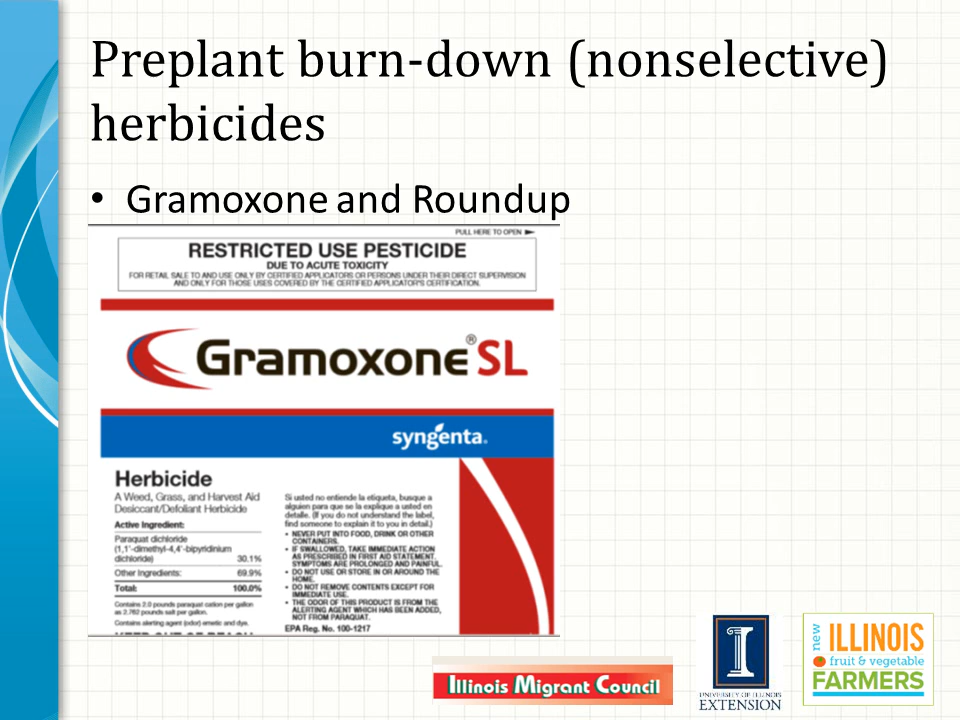 Preplant burn-down (nonselective)
herbicides
• Gramoxone and Roundup
PULL HERE TO OPEN
RESTRICTED USE PESTICIDE
DUE TO ACUTE TOXICITY
FOR RETAIL SALE TO AND USE ONLY BY CERTIFIED APPLICATORS OR PERSONS UNDER THEIR DIRECT SUPERVISION
AND ONLY FOR THOSE USES COVERED BY THE CERTIFIED APPLICATOR'S CERTIFICATION.
Gramoxone® SL
syngenta.
Herbicide
A Weed, Grass, and Harvest Aid
Desiccant/Defoliant Herbicide
Active Ingredient:
Paraquat dichloride
(1,1'-dimethyl-4,4'-bipyridinium
dichloride) 30.1%
Other Ingredients: 69.9%
Total: 100.0%
Contains 2.0 pounds paraquat cation per gallon
as 2.762 pounds salt per gallon.
Contains alerting agent (odor) emetic and dye.
KEEP OUT OF REACH
Si usted no entiende la etiqueta, busque a
alguien para que se la explique a usted en
detalle. (If you do not understand the label,
find someone to explain it to you in detail.)
• NEVER PUT INTO FOOD, DRINK OR OTHER
CONTAINERS.
• IF SWALLOWED, TAKE IMMEDIATE ACTION
AS PRESCRIBED IN FIRST AID STATEMENT.
SYMPTOMS ARE PROLONGED AND PAINFUL.
• DO NOT USE OR STORE IN OR AROUND THE
HOME.
• DO NOT REMOVE CONTENTS EXCEPT FOR
IMMEDIATE USE.
• THE ODOR OF THIS PRODUCT IS FROM THE
ALERTING AGENT WHICH HAS BEEN ADDED,
NOT FROM PARAQUAT.
EPA Reg. No. 100-1217
Illinois Migrant Council
I
UNIVERSITY OF ILLINOIS
EXTENSION
new
ILLINOIS
fruit & vegetable
FARMERS